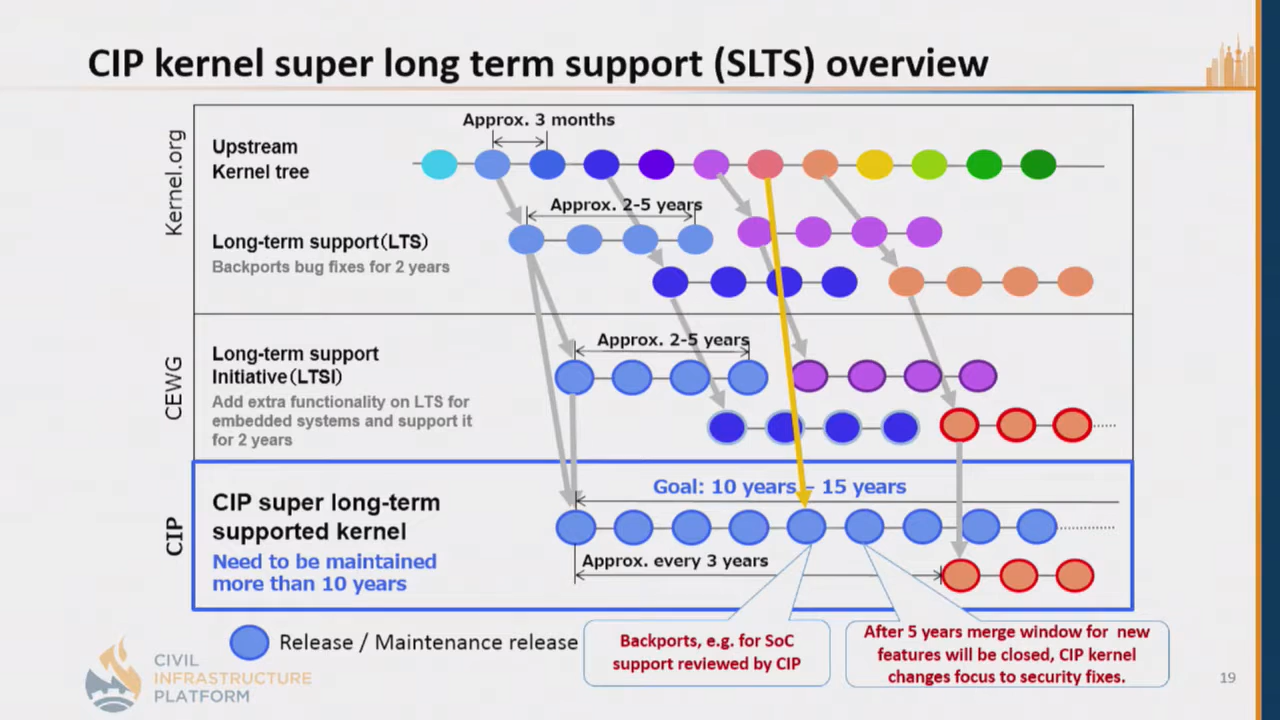 CIP kernel super long term support (SLTS) overview
Kernel.org
Approx. 3 months
Upstream
Kernel tree
Approx. 2-5 years
Long-term support(LTS)
Backports bug fixes for 2 years
CEWG
Approx. 2-5 years
Long-term support
Initiative(LTSI)
Add extra functionality on LTS for
embedded systems and support it
for 2 years
CIP
Goal: 10 years – 15 years
CIP super long-term
supported kernel
Need to be maintained
more than 10 years
Approx. every 3 years
Release / Maintenance release
Backports, e.g. for SoC
support reviewed by CIP
After 5 years merge window for new
features will be closed, CIP kernel
changes focus to security fixes.
CIVIL
INFRASTRUCTURE
PLATFORM
19